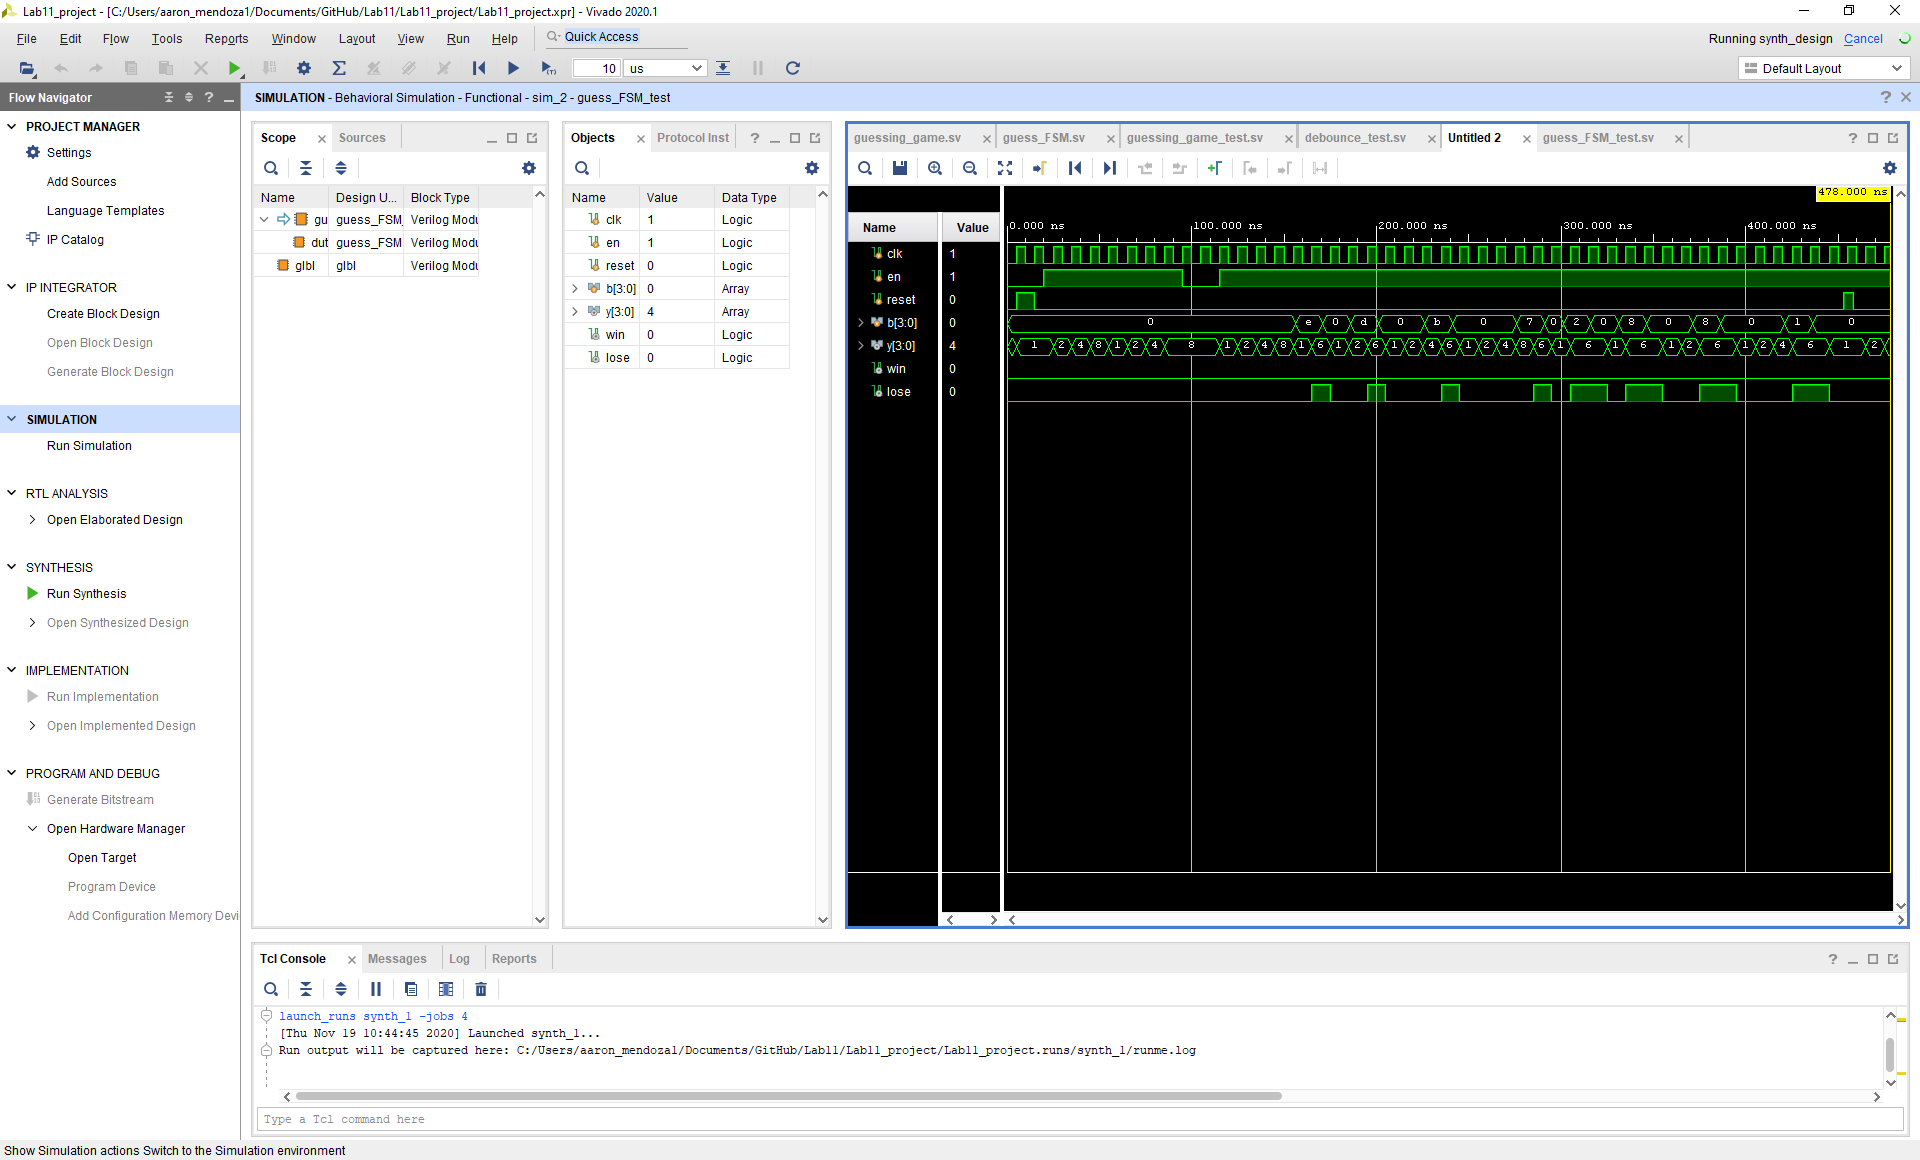 Lab11_project - [C:/Users/aaron_mendoza1/Documents/GitHub/Lab11/Lab11_project/Lab11_project.xpr] - Vivado 2020.1
File Edit Flow Tools Reports Window Layout View Run Help Quick Access
Running synth_design Cancel
10 us
Default Layout
Flow Navigator
SIMULATION - Behavioral Simulation - Functional - sim_2 - guess_FSM_test
PROJECT MANAGER
Settings
Add Sources
Language Templates
IP Catalog
IP INTEGRATOR
Create Block Design
Open Block Design
Generate Block Design
SIMULATION
Run Simulation
RTL ANALYSIS
Open Elaborated Design
SYNTHESIS
Run Synthesis
Open Synthesized Design
IMPLEMENTATION
Run Implementation
Open Implemented Design
PROGRAM AND DEBUG
Generate Bitstream
Open Hardware Manager
Open Target
Program Device
Add Configuration Memory Devi
Scope Sources
Name Design U... Block Type
gu guess_FSM_ Verilog Modu
dut guess_FSM Verilog Modu
glbl glbl Verilog Modu
Objects Protocol Inst
Name Value Data Type
clk 1 Logic
en 1 Logic
reset 0 Logic
b[3:0] 0 Array
y[3:0] 4 Array
win 0 Logic
lose 0 Logic
guessing_game.sv guess_FSM.sv guessing_game_test.sv debounce_test.sv Untitled 2 guess_FSM_test.sv
478.000 ns
Name Value
0.000 ns 100.000 ns 200.000 ns 300.000 ns 400.000 ns
clk 1
en 1
reset 0
b[3:0] 0 0 e 0 d 0 b 0 7 0 2 0 8 0 8 0 1 0
y[3:0] 4 1 2 4 8 1 2 4 8 1 2 4 8 1 6 1 2 6 1 2 4 6 1 2 4 8 6 1 6 1 6 1 2 6 1 2 4 6 1 2
win 0
lose 0
Tcl Console Messages Log Reports
launch_runs synth_1 -jobs 4
[Thu Nov 19 10:44:45 2020] Launched synth_1...
Run output will be captured here: C:/Users/aaron_mendoza1/Documents/GitHub/Lab11/Lab11_project/Lab11_project.runs/synth_1/runme.log
Type a Tcl command here
Show Simulation actions Switch to the Simulation environment